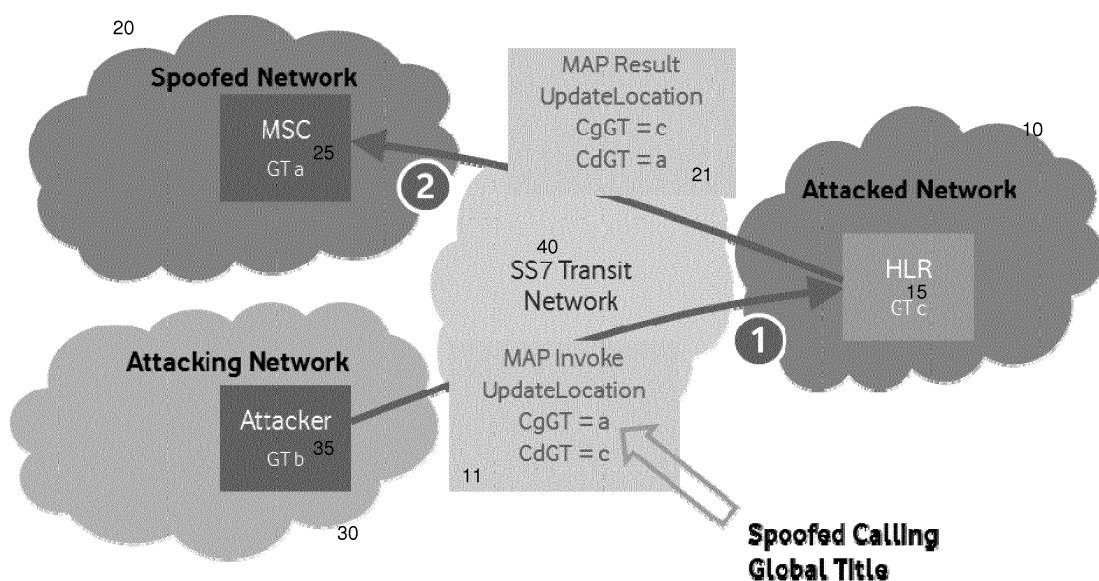 20
Spoofed Network
MSC
25
GT a
2
MAP Result
UpdateLocation
CgGT = c
CdGT = a
21
10
Attacked Network
HLR
15
GT c
40
SS7 Transit
Network
1
Attacking Network
Attacker
35
GT b
30
MAP Invoke
UpdateLocation
CgGT = a
CdGT = c
11
Spoofed Calling
Global Title